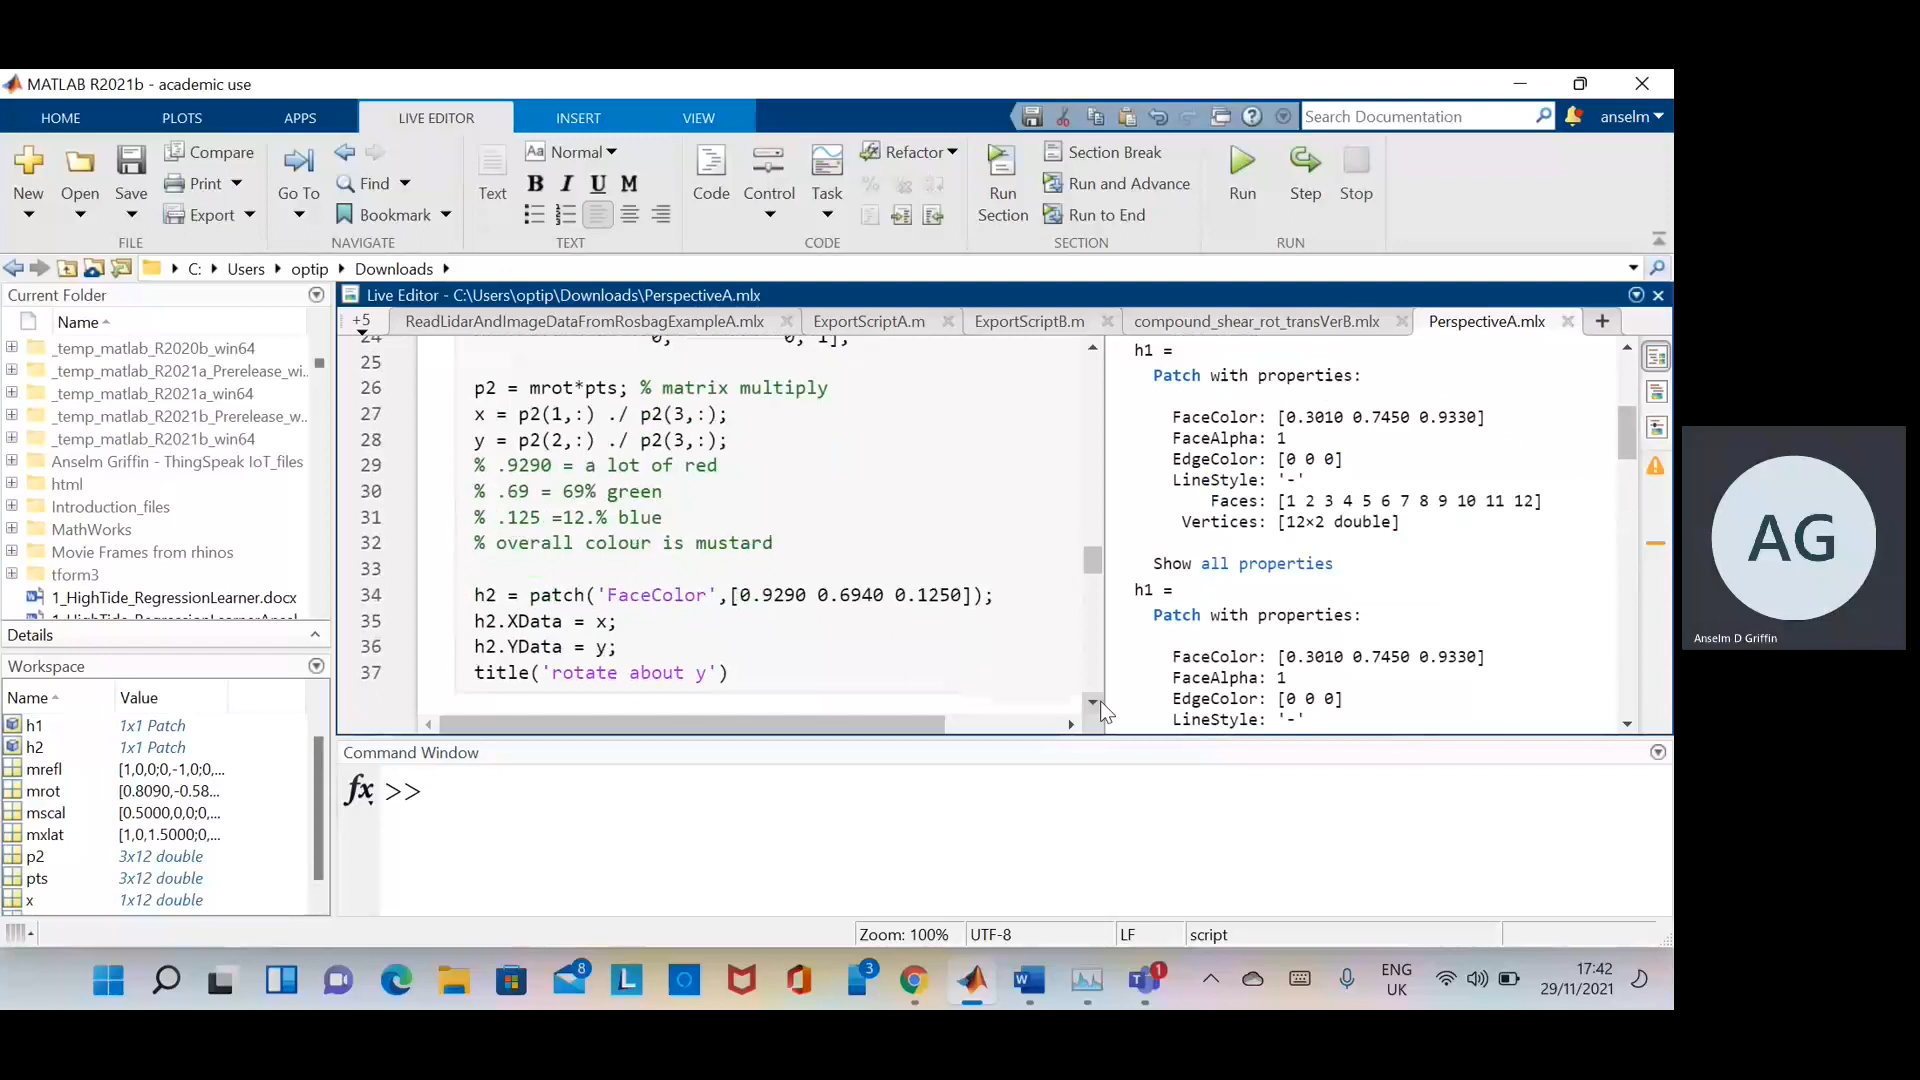 MATLAB R2021b - academic use
HOME PLOTS APPS LIVE EDITOR INSERT VIEW
Search Documentation
anselm
New Open Save
Compare
Print
Export
FILE
Go To
Find
Bookmark
NAVIGATE
Text
Aa Normal
B I U M
TEXT
Code Control Task
Refactor
CODE
Run Section
Section Break
Run and Advance
Run to End
SECTION
Run Step Stop
RUN
C: Users optip Downloads
Current Folder
Name
_temp_matlab_R2020b_win64
_temp_matlab_R2021a_Prerelease_wi...
_temp_matlab_R2021a_win64
_temp_matlab_R2021b_Prerelease_w...
_temp_matlab_R2021b_win64
Anselm Griffin - ThingSpeak IoT_files
html
Introduction_files
MathWorks
Movie Frames from rhinos
tform3
1_HighTide_RegressionLearner.docx
Details
Workspace
Name Value
h1 1x1 Patch
h2 1x1 Patch
mrefl [1,0,0;0,-1,0;0,...
mrot [0.8090,-0.58...
mscal [0.5000,0,0;0,...
mxlat [1,0,1.5000;0,...
p2 3x12 double
pts 3x12 double
x 1x12 double
Live Editor - C:\Users\optip\Downloads\PerspectiveA.mlx
+5 ReadLidarAndImageDataFromRosbagExampleA.mlx ExportScriptA.m ExportScriptB.m compound_shear_rot_transVerB.mlx PerspectiveA.mlx
24 0, 0, 1];
25
26 p2 = mrot*pts; % matrix multiply
27 x = p2(1,:) ./ p2(3,:);
28 y = p2(2,:) ./ p2(3,:);
29 % .9290 = a lot of red
30 % .69 = 69% green
31 % .125 =12.% blue
32 % overall colour is mustard
33
34 h2 = patch('FaceColor',[0.9290 0.6940 0.1250]);
35 h2.XData = x;
36 h2.YData = y;
37 title('rotate about y')
h1 =
Patch with properties:
FaceColor: [0.3010 0.7450 0.9330]
FaceAlpha: 1
EdgeColor: [0 0 0]
LineStyle: '-'
Faces: [1 2 3 4 5 6 7 8 9 10 11 12]
Vertices: [12×2 double]
Show all properties
h1 =
Patch with properties:
FaceColor: [0.3010 0.7450 0.9330]
FaceAlpha: 1
EdgeColor: [0 0 0]
LineStyle: '-'
Command Window
fx >>
Zoom: 100% UTF-8 LF script
8 L 3 W T 1
ENG
UK
17:42
29/11/2021
AG
Anselm D Griffin